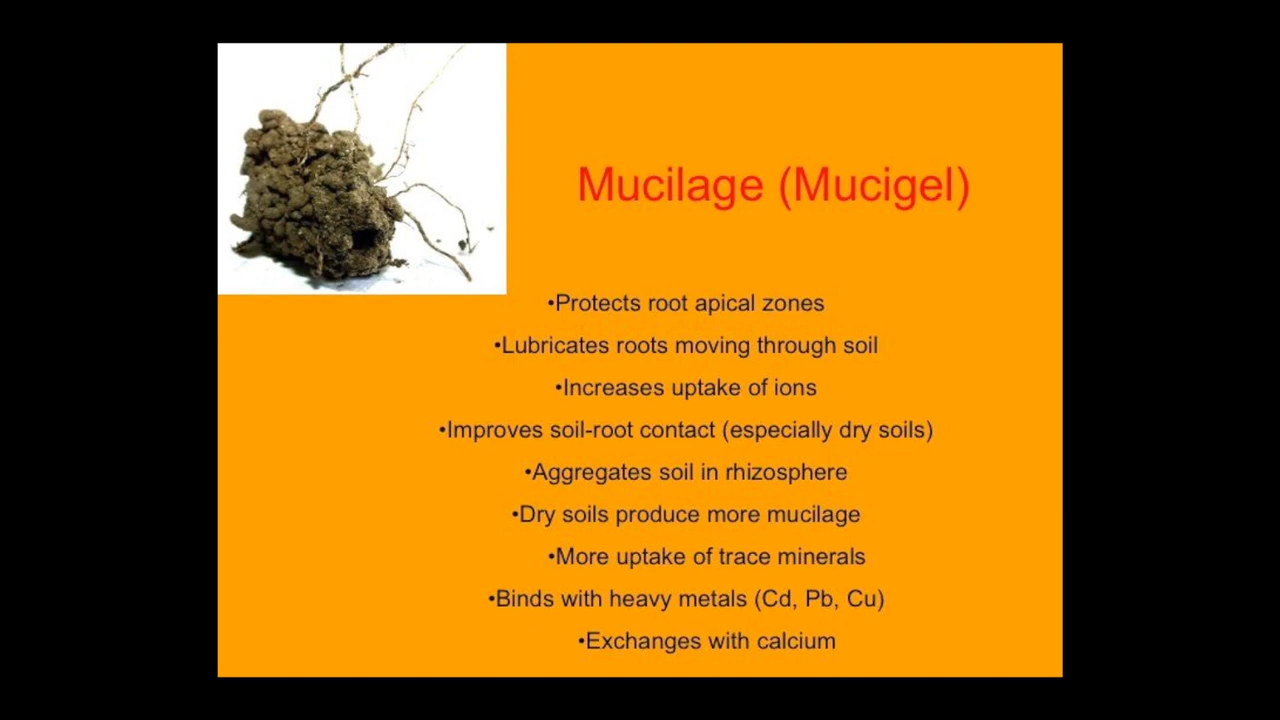 Mucilage (Mucigel)
•Protects root apical zones
•Lubricates roots moving through soil
•Increases uptake of ions
•Improves soil-root contact (especially dry soils)
•Aggregates soil in rhizosphere
•Dry soils produce more mucilage
•More uptake of trace minerals
•Binds with heavy metals (Cd, Pb, Cu)
•Exchanges with calcium